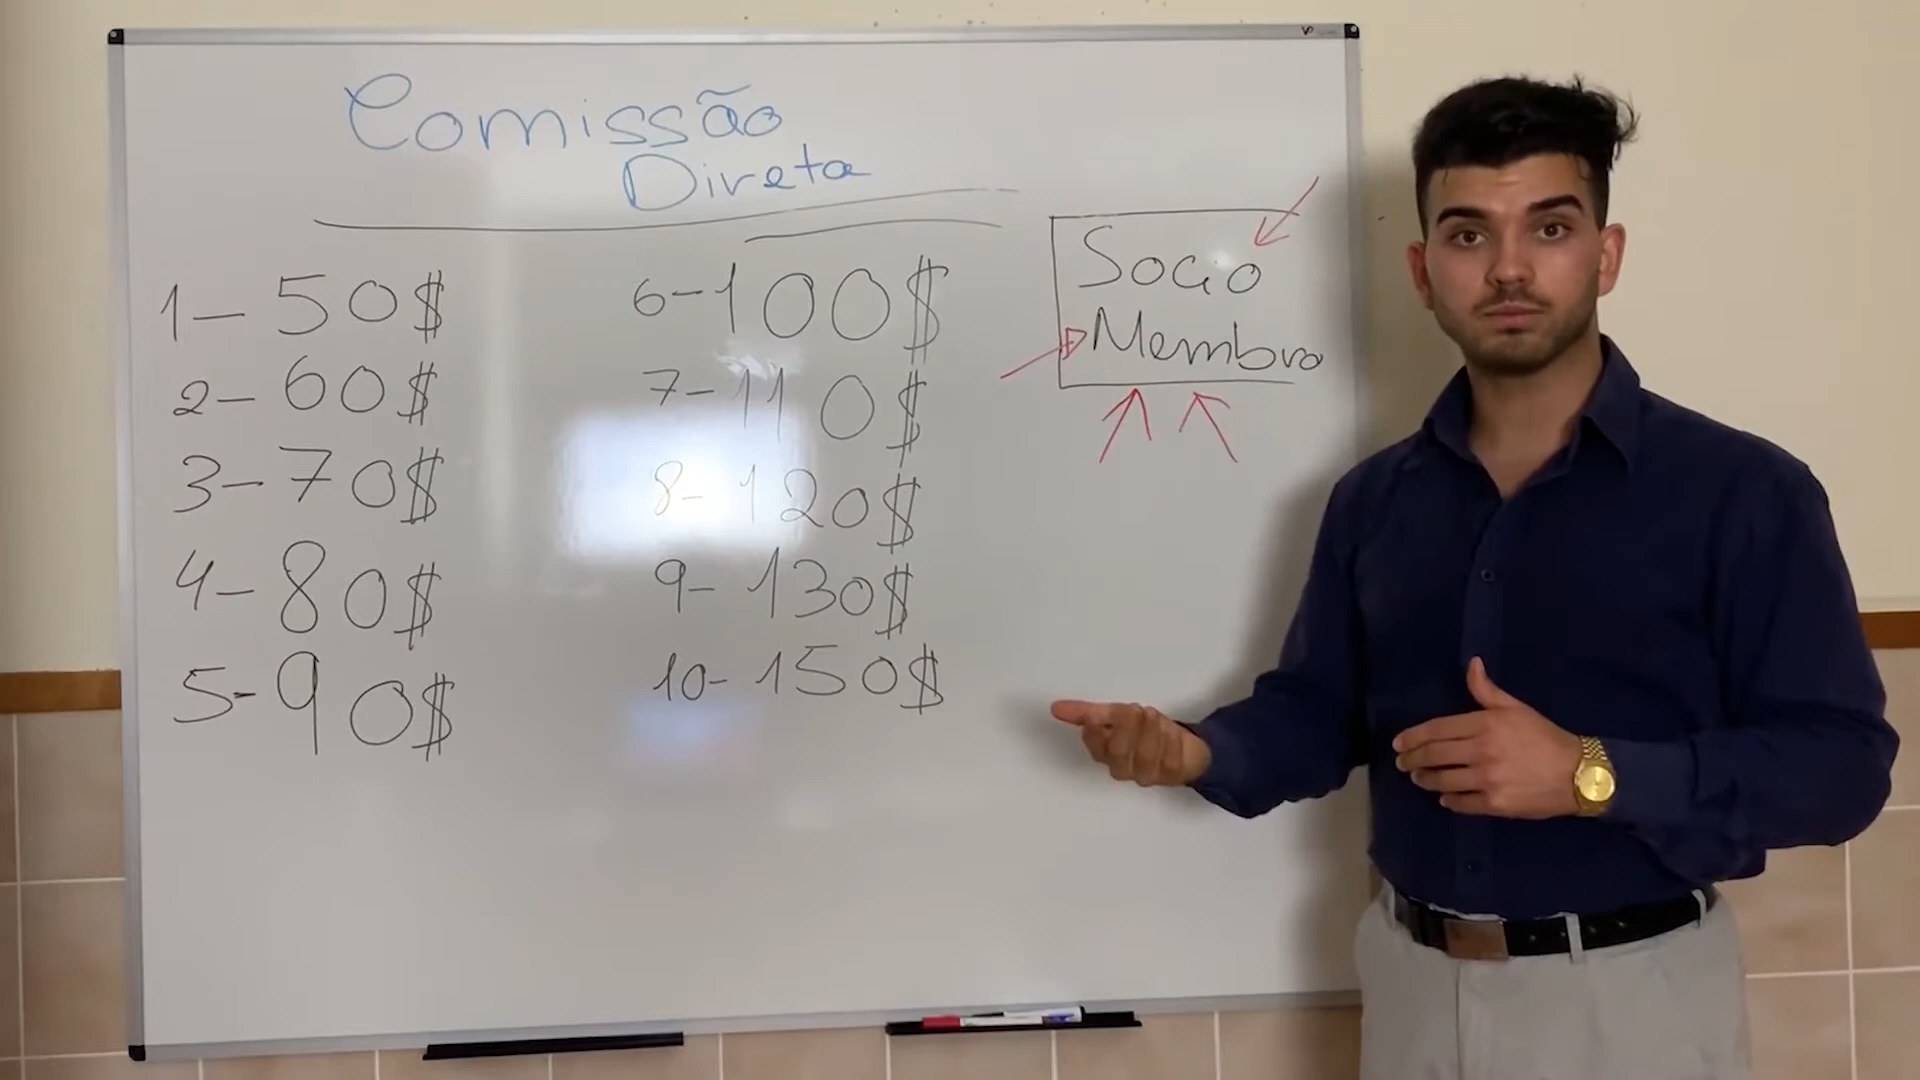 Comissão
Direta
1- 50$
2- 60$
3- 70$
4- 80$
5- 90$
6- 100$
7- 110$
8- 120$
9- 130$
10- 150$
Socio
Membro